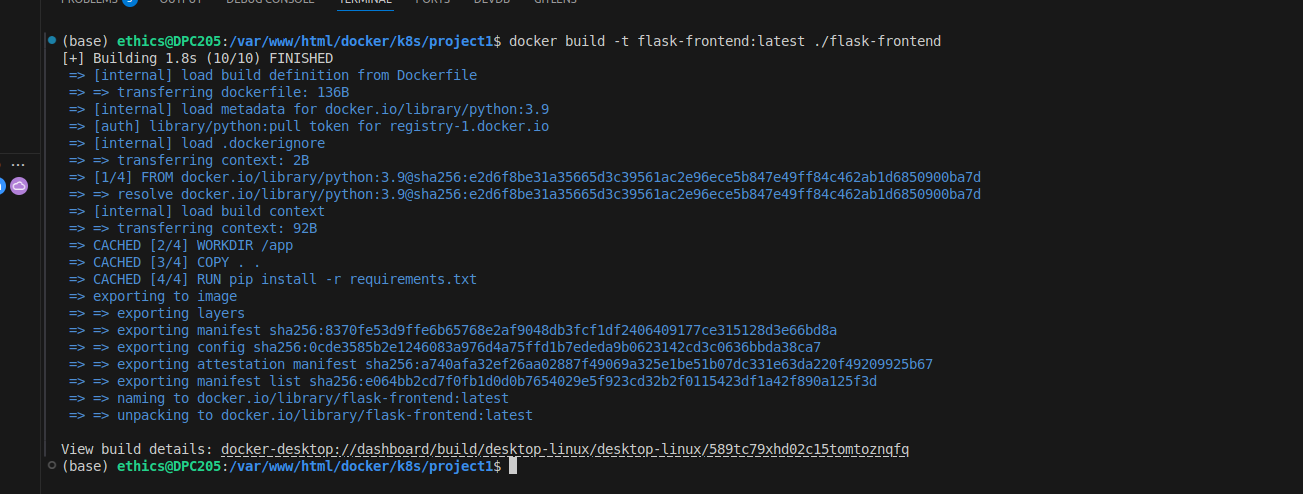 PROBLEMS OUTPUT DEBUG CONSOLE TERMINAL PORTS DEVDB GITLENS
(base) ethics@DPC205:/var/www/html/docker/k8s/project1$ docker build -t flask-frontend:latest ./flask-frontend
[+] Building 1.8s (10/10) FINISHED
=> [internal] load build definition from Dockerfile
=> => transferring dockerfile: 136B
=> [internal] load metadata for docker.io/library/python:3.9
=> [auth] library/python:pull token for registry-1.docker.io
=> [internal] load .dockerignore
=> => transferring context: 2B
=> [1/4] FROM docker.io/library/python:3.9@sha256:e2d6f8be31a35665d3c39561ac2e96ece5b847e49ff84c462ab1d6850900ba7d
=> => resolve docker.io/library/python:3.9@sha256:e2d6f8be31a35665d3c39561ac2e96ece5b847e49ff84c462ab1d6850900ba7d
=> [internal] load build context
=> => transferring context: 92B
=> CACHED [2/4] WORKDIR /app
=> CACHED [3/4] COPY . .
=> CACHED [4/4] RUN pip install -r requirements.txt
=> exporting to image
=> => exporting layers
=> => exporting manifest sha256:8370fe53d9ffe6b65768e2af9048db3fcf1df2406409177ce315128d3e66bd8a
=> => exporting config sha256:0cde3585b2e1246083a976d4a75ffd1b7ededa9b0623142cd3c0636bbda38ca7
=> => exporting attestation manifest sha256:a740afa32ef26aa02887f49069a325e1be51b07dc331e63da220f49209925b67
=> => exporting manifest list sha256:e064bb2cd7f0fb1d0d0b7654029e5f923cd32b2f0115423df1a42f890a125f3d
=> => naming to docker.io/library/flask-frontend:latest
=> => unpacking to docker.io/library/flask-frontend:latest
View build details: docker-desktop://dashboard/build/desktop-linux/desktop-linux/589tc79xhd02c15tomtoznqfq
(base) ethics@DPC205:/var/www/html/docker/k8s/project1$